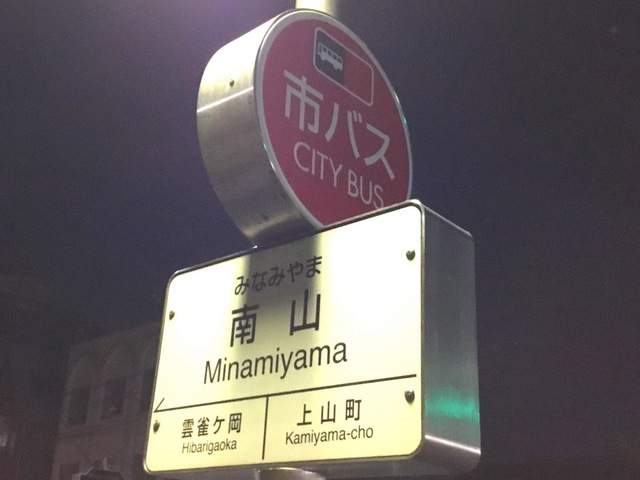 市バス
CITY BUS
みなみやま
南山
Minamiyama
雲雀ケ岡
Hibarigaoka
上山町
Kamiyama-cho